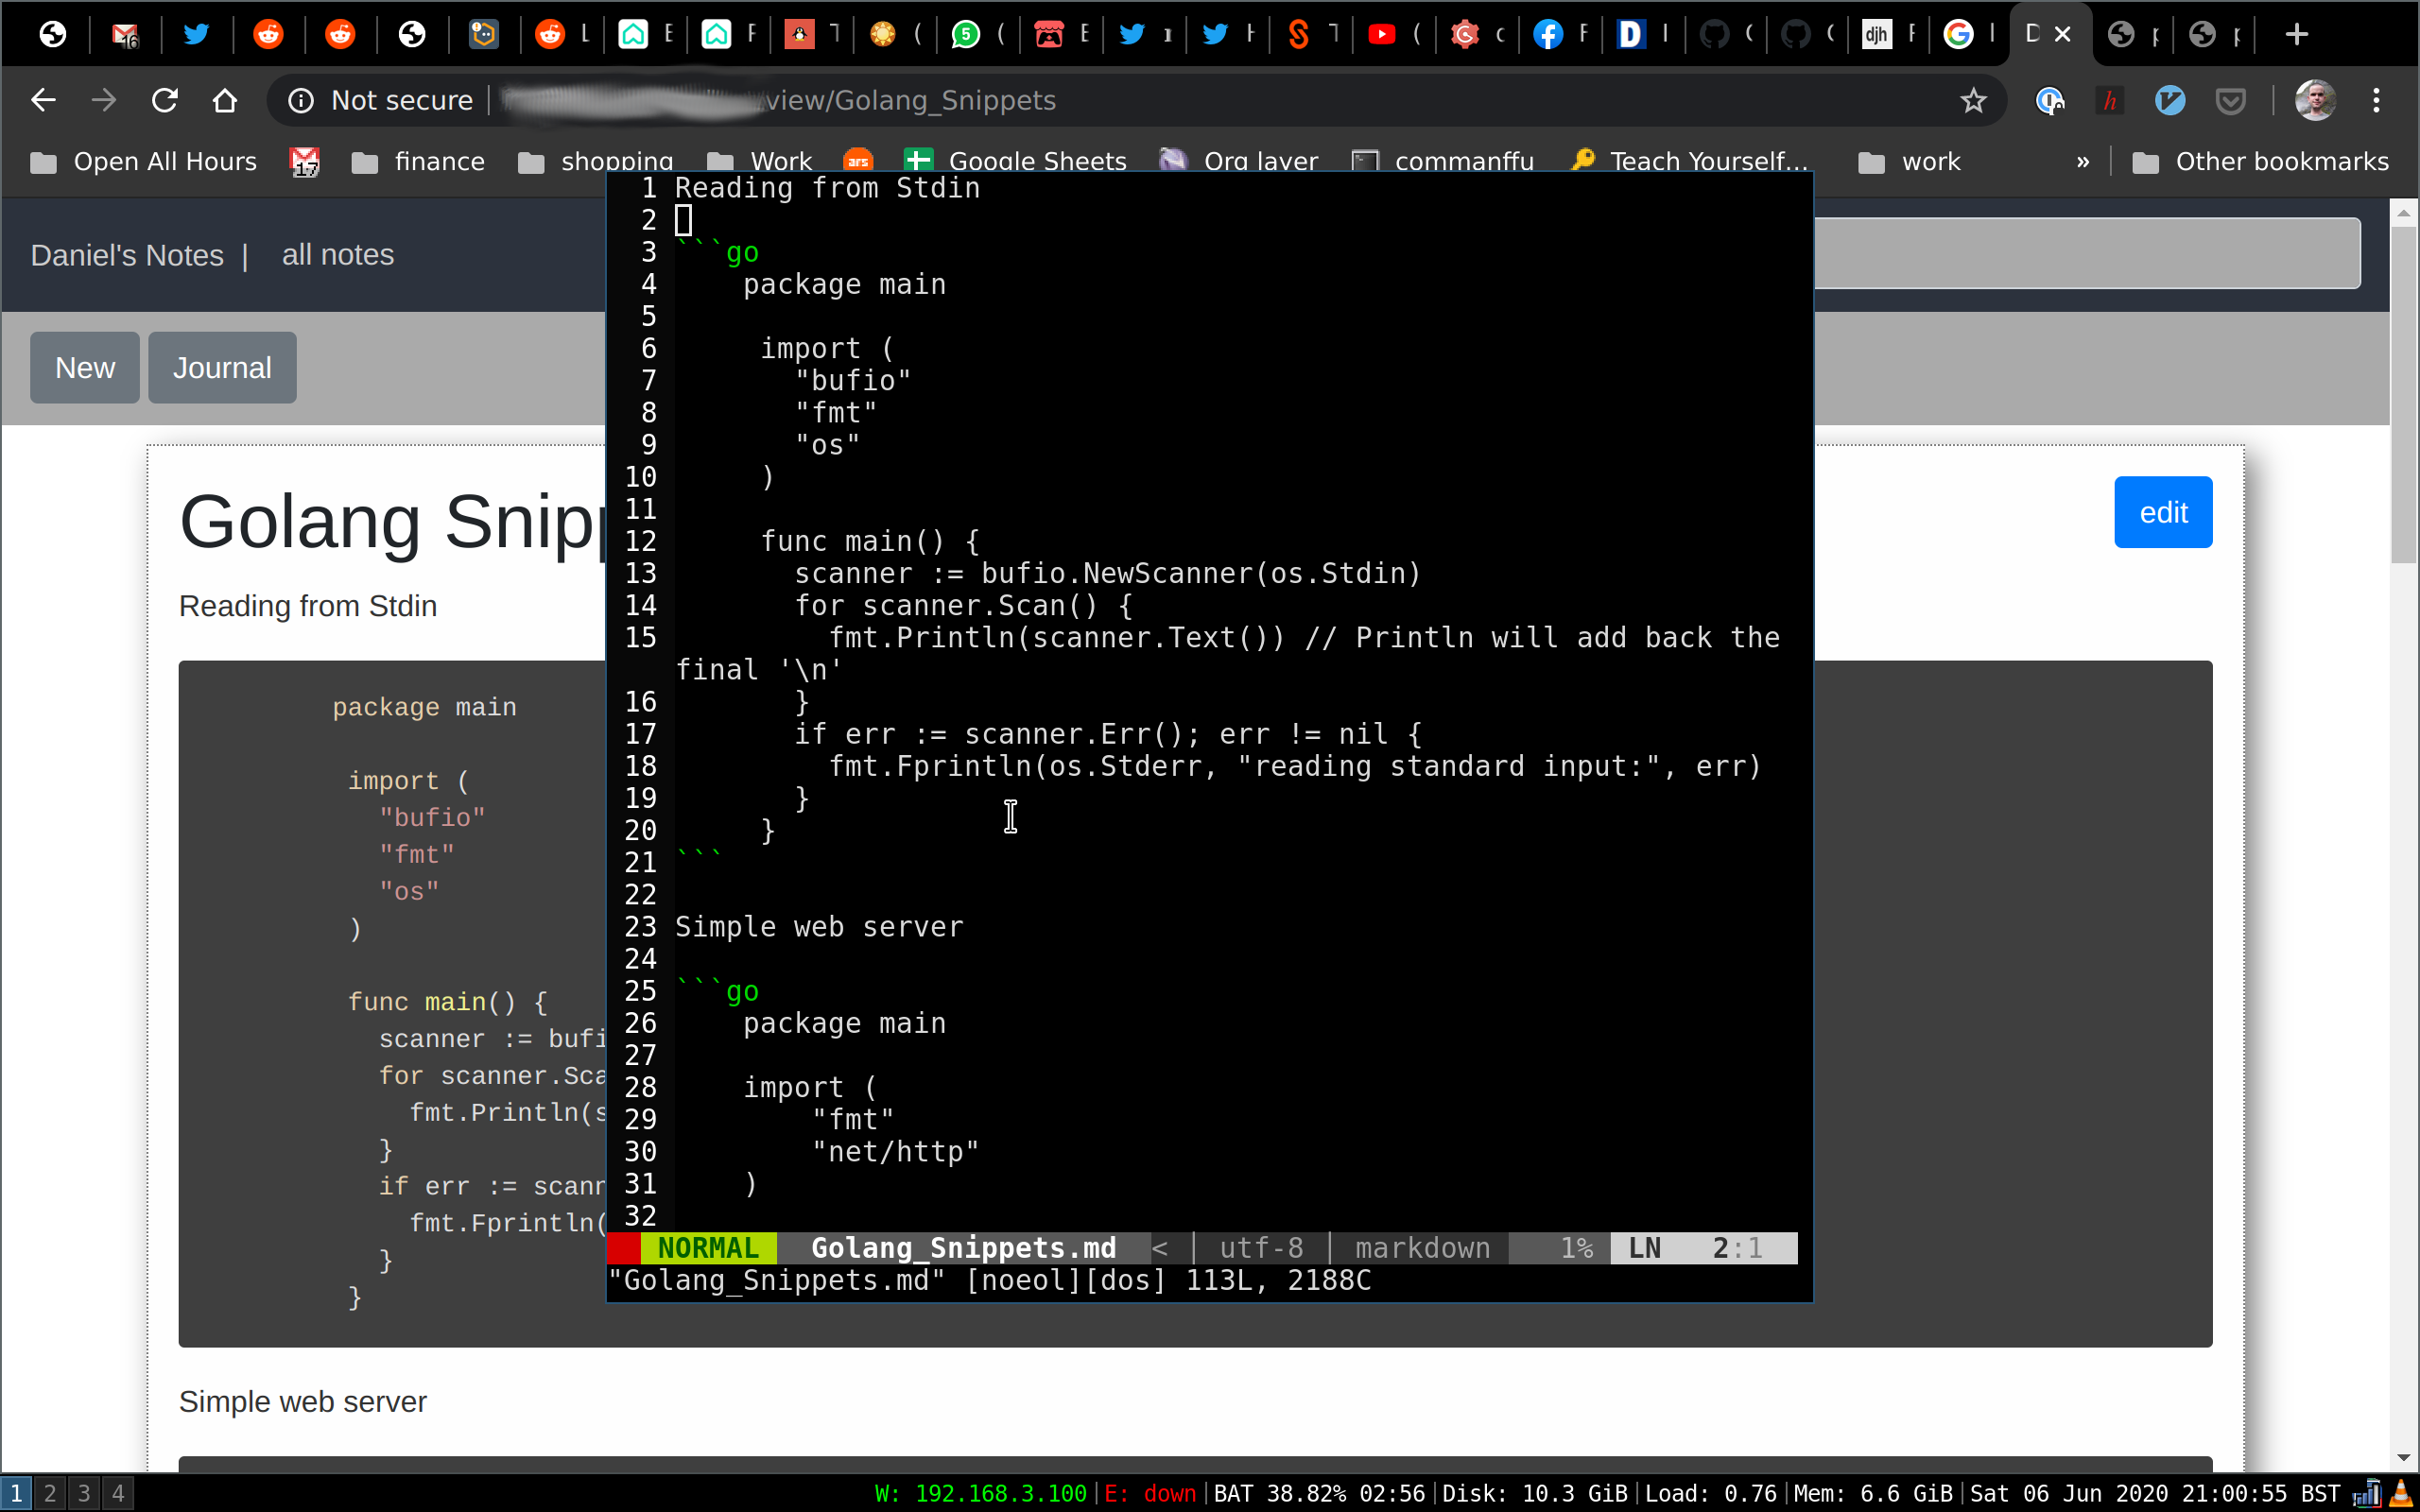 16 L E F T ( 5 ( E 1 H T ( c F I ( ( djh F I D × p p +
Not secure | view/Golang_Snippets
Open All Hours 17 finance shopping Work ars Google Sheets Org layer commanffu Teach Yourself... work » Other bookmarks
Daniel's Notes | all notes
New Journal
Golang Snipp
edit
Reading from Stdin
package main
import (
"bufio"
"fmt"
"os"
)
func main() {
scanner := bufi
for scanner.Sca
fmt.Println(s
}
if err := scann
fmt.Fprintln(
}
}
Simple web server
1 Reading from Stdin
2
3 ```go
4 package main
5
6 import (
7 "bufio"
8 "fmt"
9 "os"
10 )
11
12 func main() {
13 scanner := bufio.NewScanner(os.Stdin)
14 for scanner.Scan() {
15 fmt.Println(scanner.Text()) // Println will add back the
final '\n'
16 }
17 if err := scanner.Err(); err != nil {
18 fmt.Fprintln(os.Stderr, "reading standard input:", err)
19 }
20 }
21 ```
22
23 Simple web server
24
25 ```go
26 package main
27
28 import (
29 "fmt"
30 "net/http"
31 )
32
NORMAL Golang_Snippets.md < | utf-8 | markdown 1% LN 2:1
"Golang_Snippets.md" [noeol][dos] 113L, 2188C
1 2 3 4 W: 192.168.3.100|E: down|BAT 38.82% 02:56|Disk: 10.3 GiB|Load: 0.76|Mem: 6.6 GiB|Sat 06 Jun 2020 21:00:55 BST